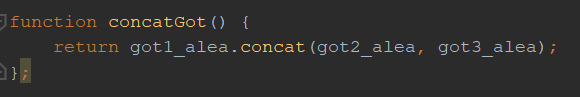 function concatGot() {
    return got1_alea.concat(got2_alea, got3_alea);
};